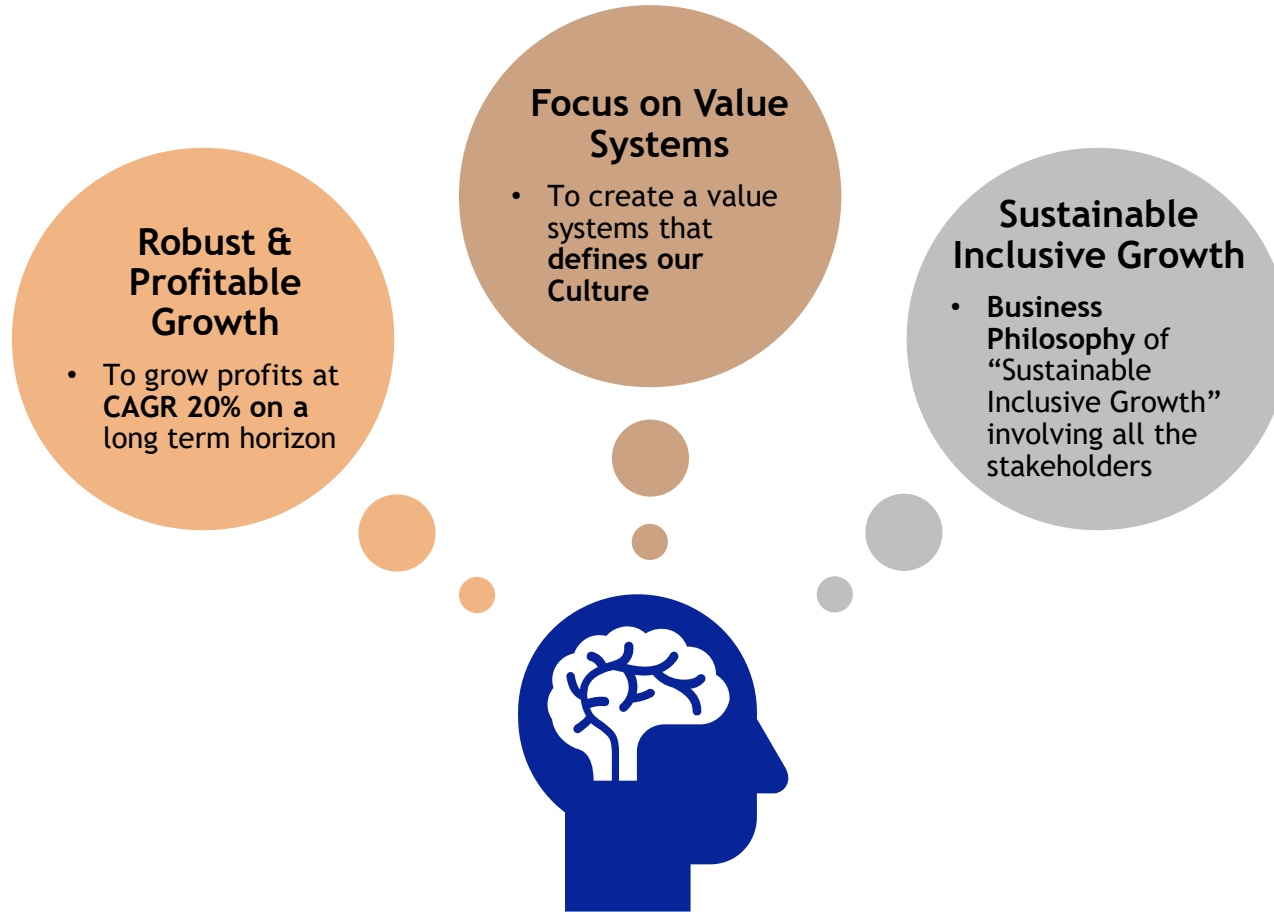 Robust &
Profitable
Growth
• To grow profits at
CAGR 20% on a
long term horizon
Focus on Value
Systems
• To create a value
systems that
defines our
Culture
Sustainable
Inclusive Growth
• Business
Philosophy of
“Sustainable
Inclusive Growth”
involving all the
stakeholders